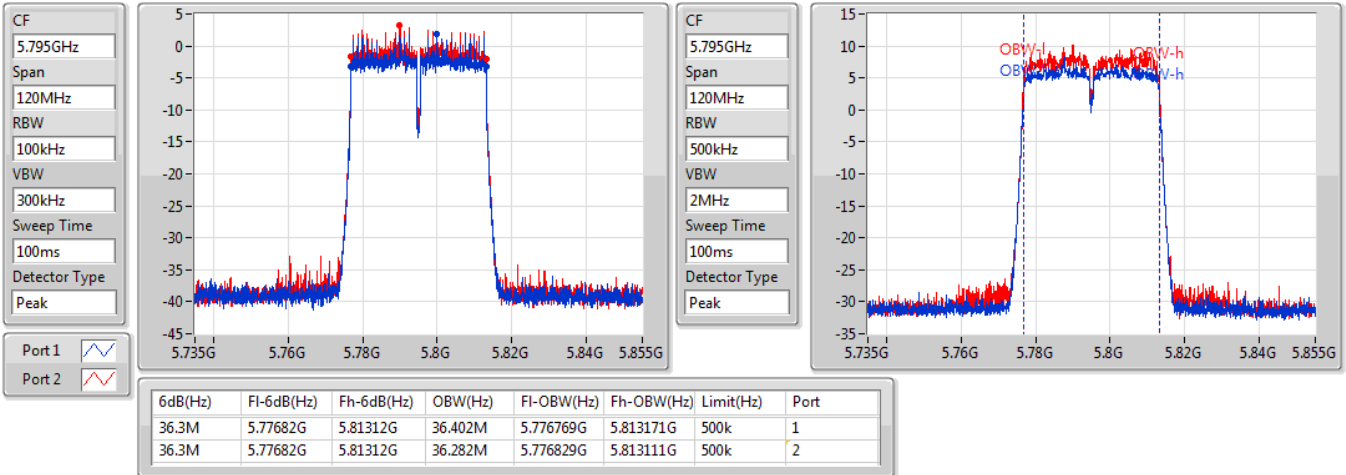 CF
5.795GHz
Span
120MHz
RBW
100kHz
VBW
300kHz
Sweep Time
100ms
Detector Type
Peak
Port 1
Port 2
5
0
-5
-10
-15
-20
-25
-30
-35
-40
-45
5.735G 5.76G 5.78G 5.8G 5.82G 5.84G 5.855G
CF
5.795GHz
Span
120MHz
RBW
500kHz
VBW
2MHz
Sweep Time
100ms
Detector Type
Peak
15
10
5
0
-5
-10
-15
-20
-25
-30
-35
OBW-l OBW-h
OBW W-h
5.735G 5.76G 5.78G 5.8G 5.82G 5.84G 5.855G
6dB(Hz) Fl-6dB(Hz) Fh-6dB(Hz) OBW(Hz) Fl-OBW(Hz) Fh-OBW(Hz) Limit(Hz) Port
36.3M 5.77682G 5.81312G 36.402M 5.776769G 5.813171G 500k 1
36.3M 5.77682G 5.81312G 36.282M 5.776829G 5.813111G 500k 2